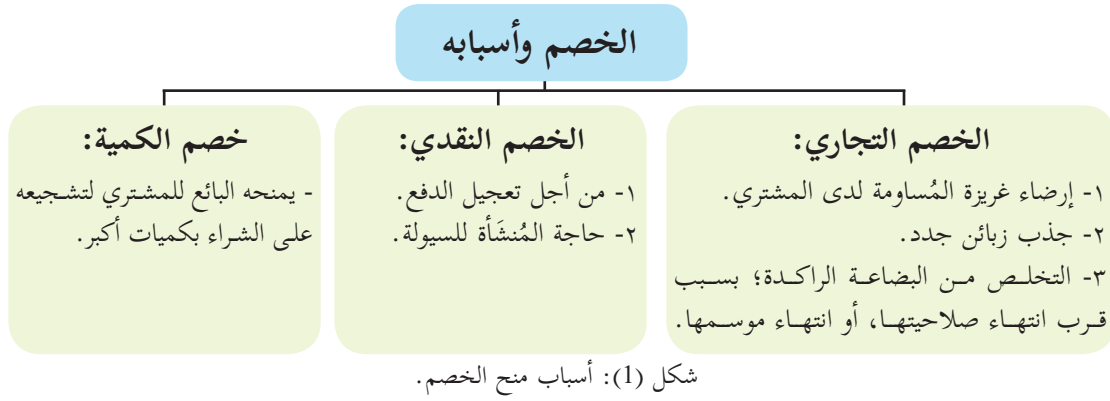 الخصم وأسبابه
الخصم التجاري:
١- إرضاء غريزة المُساومة لدى المشتري.
٢- جذب زبائن جدد.
٣- التخلص من البضاعة الراكدة؛ بسبب
قرب انتهاء صلاحيتها، أو انتهاء موسمها.
الخصم النقدي:
١- من أجل تعجيل الدفع.
٢- حاجة المُنشَأة للسيولة.
خصم الكمية:
- يمنحه البائع للمشتري لتشجيعه
على الشراء بكميات أكبر.
شكل (1): أسباب منح الخصم.